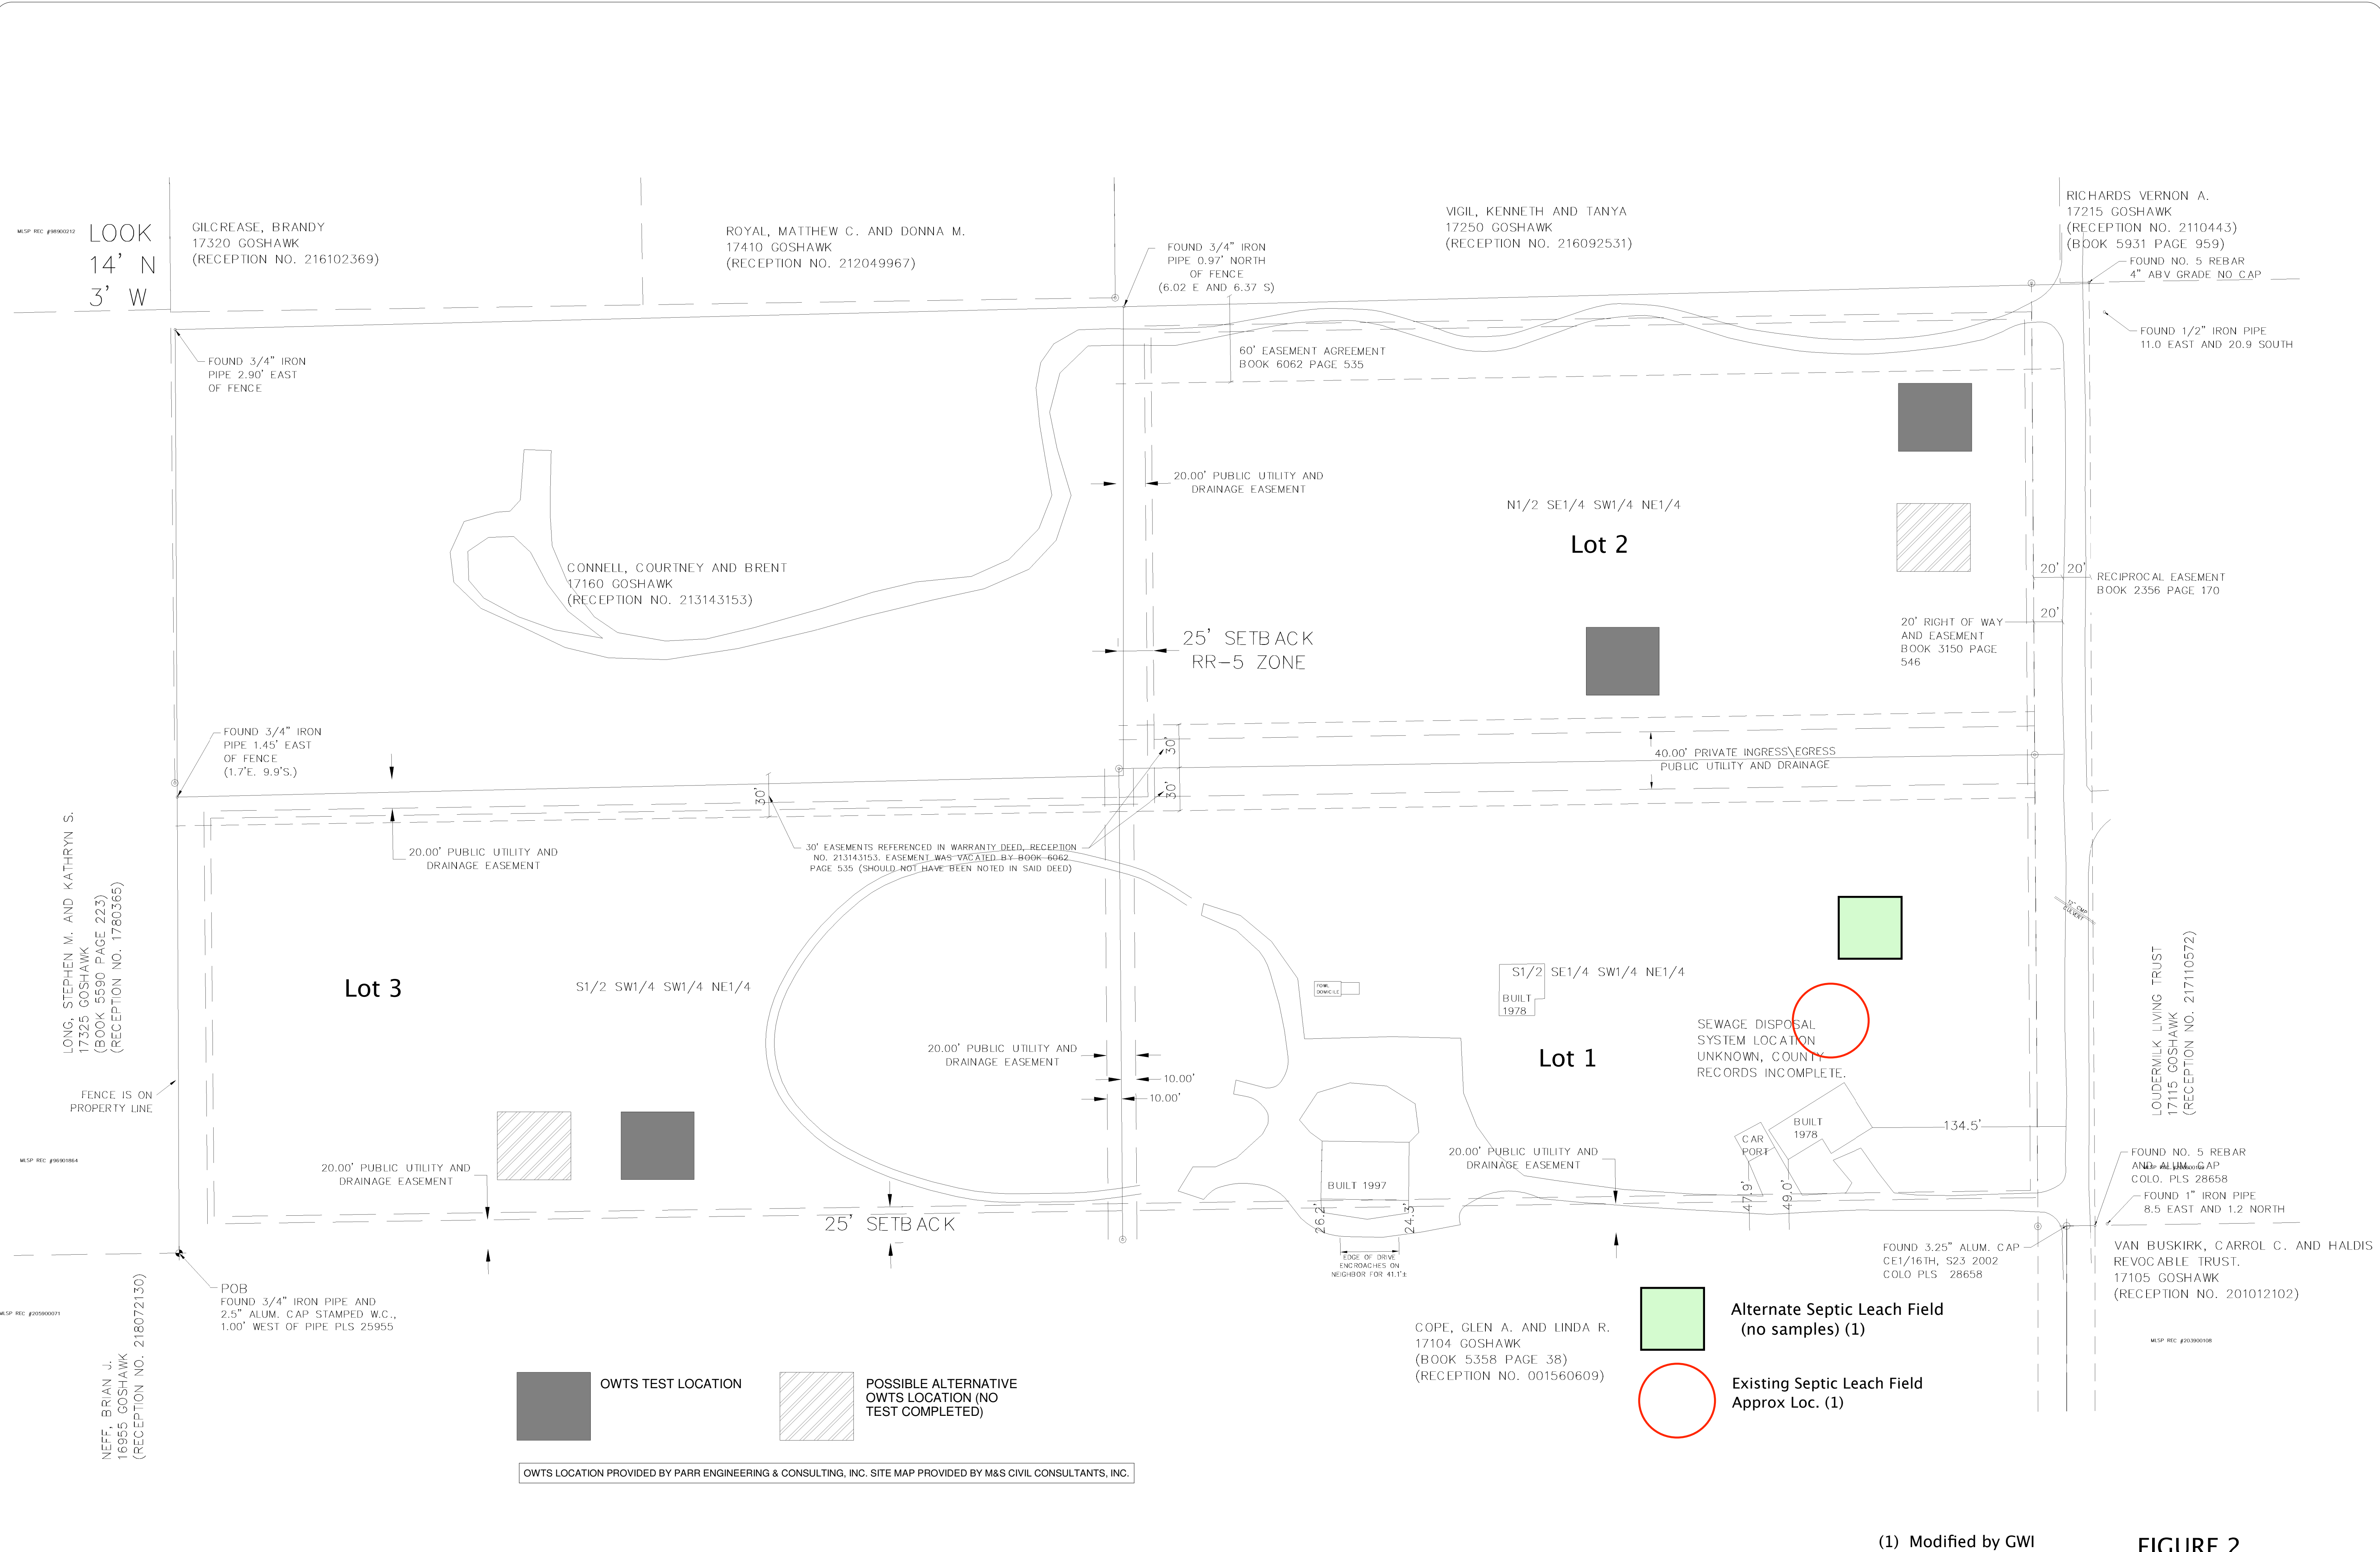 MLSP REC #98900212
LOOK
14' N
3' W
GILCREASE, BRANDY
17320 GOSHAWK
(RECEPTION NO. 216102369)
ROYAL, MATTHEW C. AND DONNA M.
17410 GOSHAWK
(RECEPTION NO. 212049967)
FOUND 3/4" IRON
PIPE 0.97' NORTH
OF FENCE
(6.02 E AND 6.37 S)
VIGIL, KENNETH AND TANYA
17250 GOSHAWK
(RECEPTION NO. 216092531)
RICHARDS VERNON A.
17215 GOSHAWK
(RECEPTION NO. 2110443)
(BOOK 5931 PAGE 959)
FOUND NO. 5 REBAR
4" ABV GRADE NO CAP
FOUND 1/2" IRON PIPE
11.0 EAST AND 20.9 SOUTH
FOUND 3/4" IRON
PIPE 2.90' EAST
OF FENCE
60' EASEMENT AGREEMENT
BOOK 6062 PAGE 535
20.00' PUBLIC UTILITY AND
DRAINAGE EASEMENT
N1/2 SE1/4 SW1/4 NE1/4
Lot 2
CONNELL, COURTNEY AND BRENT
17160 GOSHAWK
(RECEPTION NO. 213143153)
20' 20'
RECIPROCAL EASEMENT
BOOK 2356 PAGE 170
20'
20' RIGHT OF WAY
AND EASEMENT
BOOK 3150 PAGE
546
25' SETBACK
RR-5 ZONE
FOUND 3/4" IRON
PIPE 1.45' EAST
OF FENCE
(1.7'E. 9.9'S.)
30'
30'
30'
40.00' PRIVATE INGRESS\EGRESS
PUBLIC UTILITY AND DRAINAGE
LONG, STEPHEN M. AND KATHRYN S.
17325 GOSHAWK
(BOOK 5590 PAGE 223)
(RECEPTION NO. 1780365)
20.00' PUBLIC UTILITY AND
DRAINAGE EASEMENT
30' EASEMENTS REFERENCED IN WARRANTY DEED, RECEPTION
NO. 213143153. EASEMENT WAS VACATED BY BOOK 6062
PAGE 535 (SHOULD NOT HAVE BEEN NOTED IN SAID DEED)
12" CMP
CULVERT
Lot 3
S1/2 SW1/4 SW1/4 NE1/4
FOWL
DOMICILE
S1/2 SE1/4 SW1/4 NE1/4
BUILT
1978
Lot 1
SEWAGE DISPOSAL
SYSTEM LOCATION
UNKNOWN, COUNTY
RECORDS INCOMPLETE.
LOUDERMILK LIVING TRUST
17115 GOSHAWK
(RECEPTION NO. 217110572)
20.00' PUBLIC UTILITY AND
DRAINAGE EASEMENT
10.00'
10.00'
FENCE IS ON
PROPERTY LINE
MLSP REC #96901864
20.00' PUBLIC UTILITY AND
DRAINAGE EASEMENT
25' SETBACK
BUILT 1997
26.2'
24.3'
EDGE OF DRIVE
ENCROACHES ON
NEIGHBOR FOR 41.1'±
20.00' PUBLIC UTILITY AND
DRAINAGE EASEMENT
CAR
PORT
BUILT
1978
134.5'
47.9'
49.0'
FOUND NO. 5 REBAR
AND ALUM. CAP
COLO. PLS 28658
FOUND 1" IRON PIPE
8.5 EAST AND 1.2 NORTH
FOUND 3.25" ALUM. CAP
CE1/16TH, S23 2002
COLO PLS 28658
VAN BUSKIRK, CARROL C. AND HALDIS
REVOCABLE TRUST.
17105 GOSHAWK
(RECEPTION NO. 201012102)
MLSP REC #203900108
POB
FOUND 3/4" IRON PIPE AND
2.5" ALUM. CAP STAMPED W.C.,
1.00' WEST OF PIPE PLS 25955
MLSP REC #205900071
NEFF, BRIAN J.
16955 GOSHAWK
(RECEPTION NO. 218072130)
COPE, GLEN A. AND LINDA R.
17104 GOSHAWK
(BOOK 5358 PAGE 38)
(RECEPTION NO. 001560609)
Alternate Septic Leach Field
(no samples) (1)
Existing Septic Leach Field
Approx Loc. (1)
OWTS TEST LOCATION
POSSIBLE ALTERNATIVE
OWTS LOCATION (NO
TEST COMPLETED)
OWTS LOCATION PROVIDED BY PARR ENGINEERING & CONSULTING, INC. SITE MAP PROVIDED BY M&S CIVIL CONSULTANTS, INC.
(1) Modified by GWI
FIGURE 2